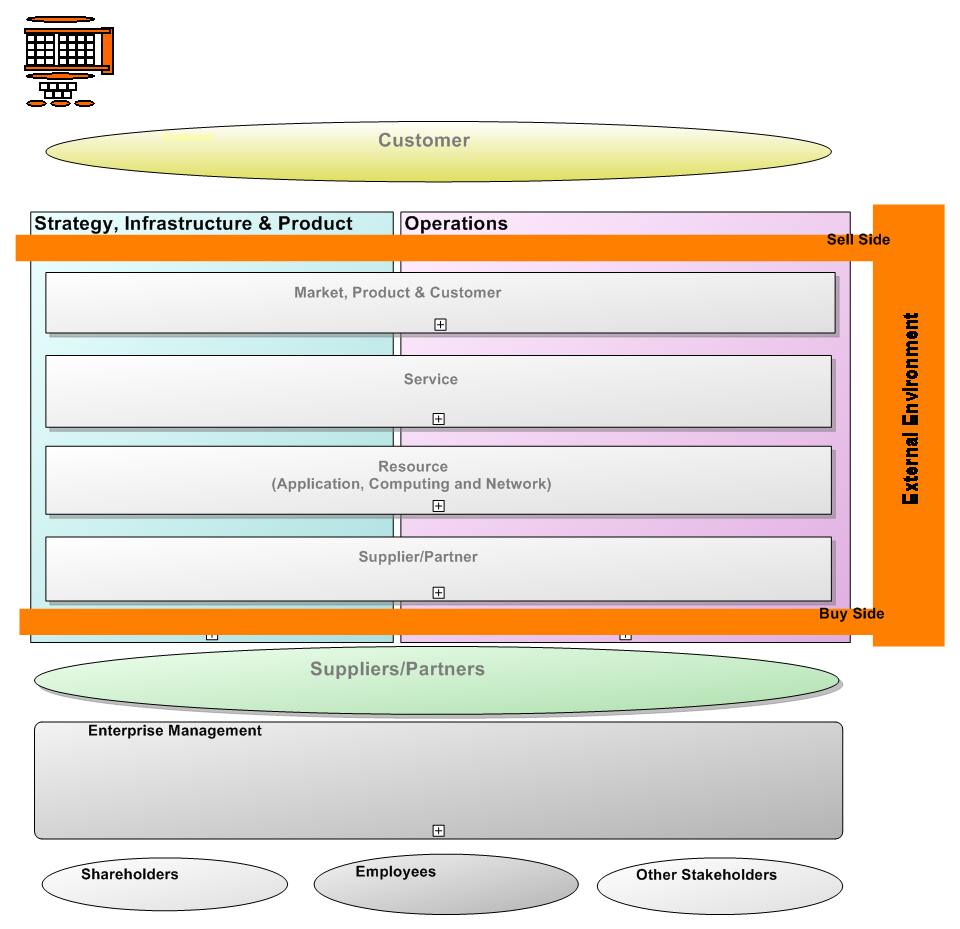 Customer
Strategy, Infrastructure & Product
Operations
Sell Side
Market, Product & Customer
Service
External Environment
Resource
(Application, Computing and Network)
Supplier/Partner
Buy Side
Suppliers/Partners
Enterprise Management
Shareholders
Employees
Other Stakeholders